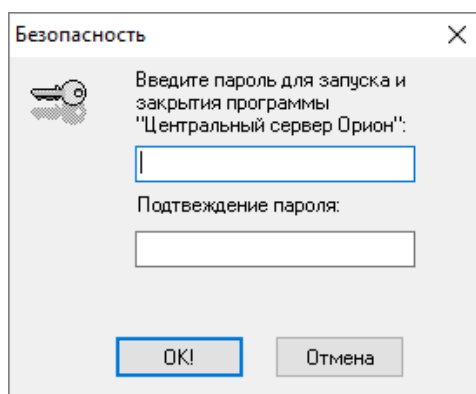 Безопасность
Введите пароль для запуска и
закрытия программы
"Центральный сервер Орион":
Подтвеждение пароля:
OK!
Отмена